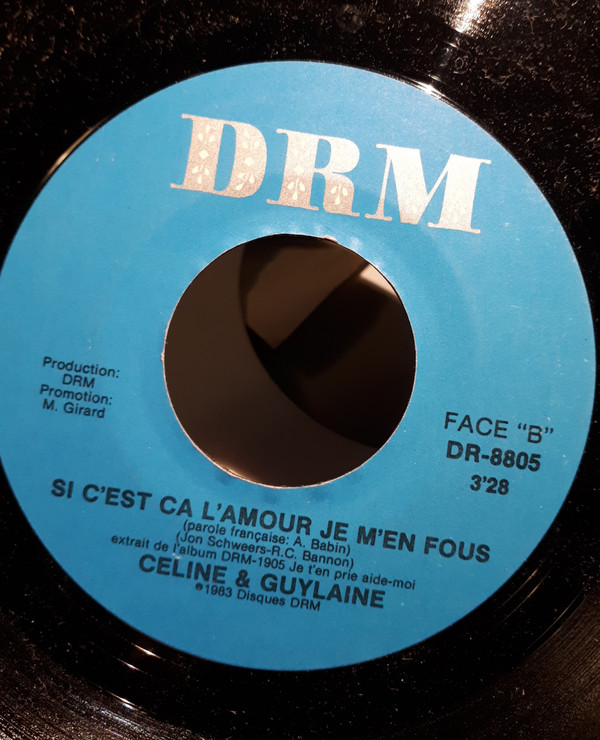 DRM
Production:
DRM
Promotion:
M. Girard
FACE "B"
DR-8805
3'28
SI C'EST CA L'AMOUR JE M'EN FOUS
(parole française: A. Babin)
(Jon Schweers-R.C. Bannon)
extrait de l'album DRM-1905 Je t'en prie aide-moi
CELINE & GUYLAINE
℗1983 Disques DRM